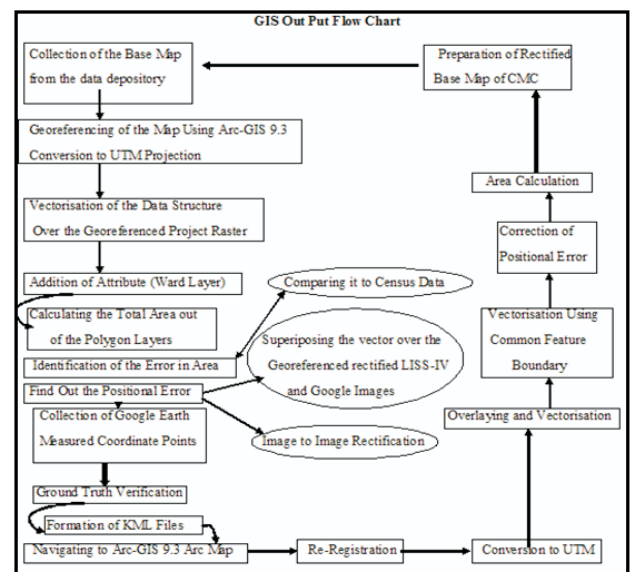 GIS Out Put Flow Chart
Collection of the Base Map
from the data depository
Georeferencing of the Map Using Arc-GIS 9.3
Conversion to UTM Projection
Vectorisation of the Data Structure
Over the Georeferenced Project Raster
Addition of Attribute (Ward Layer)
Calculating the Total Area out
of the Polygon Layers
Identification of the Error in Area
Comparing it to Census Data
Find Out the Positional Error
Superiposing the vector over the
Georeferenced rectified LISS-IV
and Google Images
Image to Image Rectification
Collection of Google Earth
Measured Coordinate Points
Ground Truth Verification
Formation of KML Files
Navigating to Arc-GIS 9.3 Arc Map
Re-Registration
Conversion to UTM
Overlaying and Vectorisation
Vectorisation Using
Common Feature
Boundary
Correction of
Positional Error
Area Calculation
Preparation of Rectified
Base Map of CMC